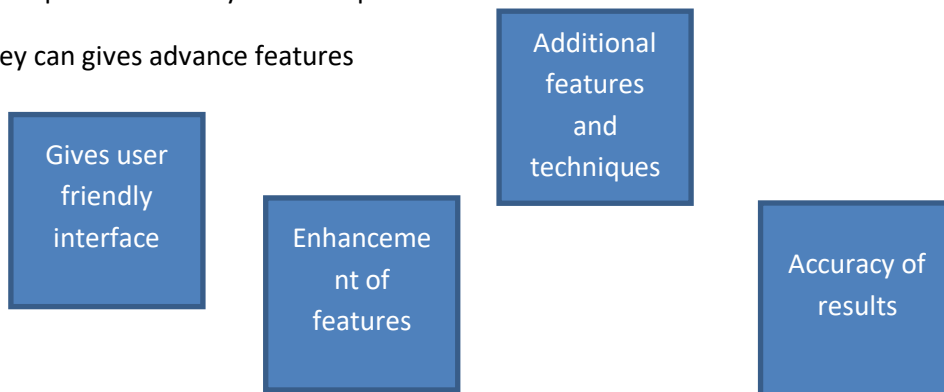 ey can gives advance features
Additional
features
and
techniques
Gives user
friendly
interface
Enhanceme
nt of
features
Accuracy of
results